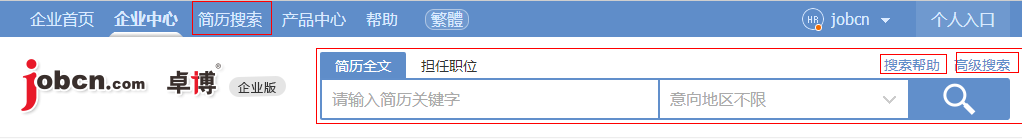 企业首页 企业中心 简历搜索 产品中心 帮助 繁體 HR jobcn 个人入口
简历全文 担任职位 搜索帮助 高级搜索
jobcn.com 卓博® 企业版
请输入简历关键字 意向地区不限